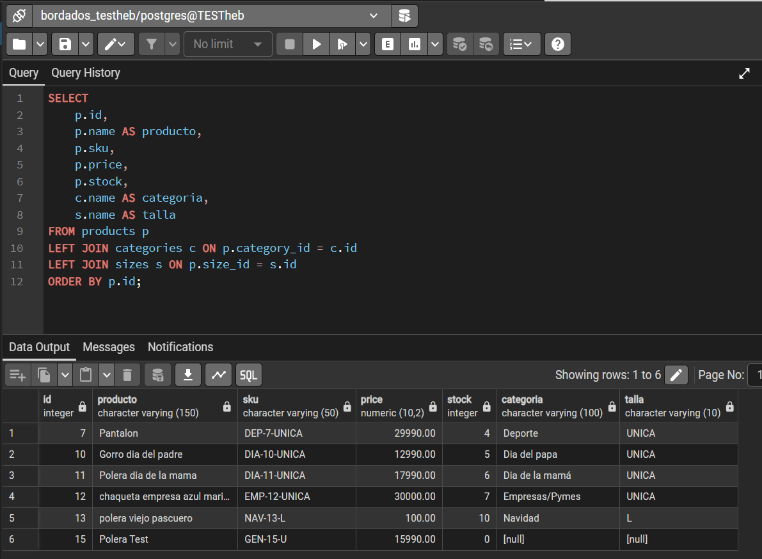 bordados_testheb/postgres@TESTheb
No limit
E
Query Query History
1 SELECT
2 p.id,
3 p.name AS producto,
4 p.sku,
5 p.price,
6 p.stock,
7 c.name AS categoria,
8 s.name AS talla
9 FROM products p
10 LEFT JOIN categories c ON p.category_id = c.id
11 LEFT JOIN sizes s ON p.size_id = s.id
12 ORDER BY p.id;
Data Output Messages Notifications
SQL Showing rows: 1 to 6 Page No: 1
id producto sku price stock categoria talla
integer character varying (150) character varying (50) numeric (10,2) integer character varying (100) character varying (10)
1 7 Pantalon DEP-7-UNICA 29990.00 4 Deporte UNICA
2 10 Gorro dia del padre DIA-10-UNICA 12990.00 5 Dia del papa UNICA
3 11 Polera dia de la mama DIA-11-UNICA 17990.00 6 Dia de la mamá UNICA
4 12 chaqueta empresa azul mari... EMP-12-UNICA 30000.00 7 Empresas/Pymes UNICA
5 13 polera viejo pascuero NAV-13-L 100.00 10 Navidad L
6 15 Polera Test GEN-15-U 15990.00 0 [null] [null]